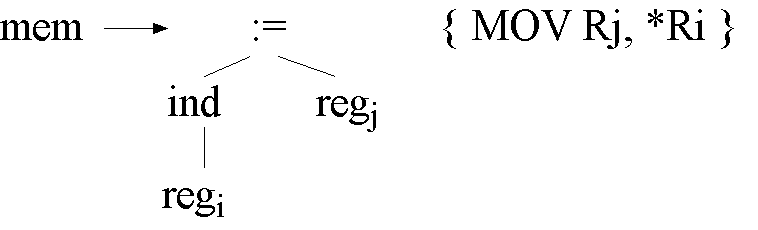 mem := { MOV Rj, *Ri }
ind regj
regi